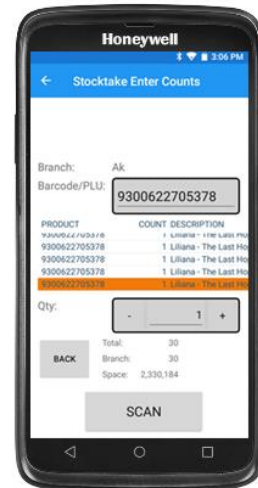 Honeywell
3:06 PM
Stocktake Enter Counts
Branch: Ak
Barcode/PLU: 9300622705378
PRODUCT COUNT DESCRIPTION
9300622705378 1 Liliana - The Last Ho
9300622705378 1 Liliana - The Last Ho
9300622705378 1 Liliana - The Last Ho
9300622705378 1 Liliana - The Last Ho
9300622705378 1 Liliana - The Last Ho
Qty: - 1 +
BACK
Total: 30
Branch: 30
Space: 2,330,184
SCAN